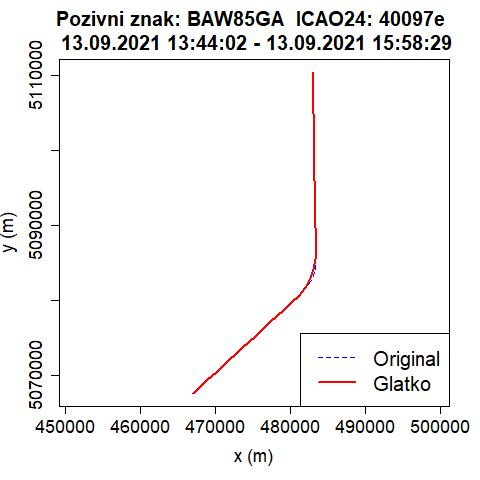 Pozivni znak: BAW85GA  ICAO24: 40097e
13.09.2021 13:44:02 - 13.09.2021 15:58:29
5110000
5090000
5070000
y (m)
Original
Glatko
450000 460000 470000 480000 490000 500000
x (m)